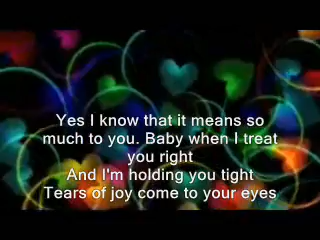 Yes I know that it means so
much to you. Baby when I treat
you right
And I'm holding you tight
Tears of joy come to your eyes